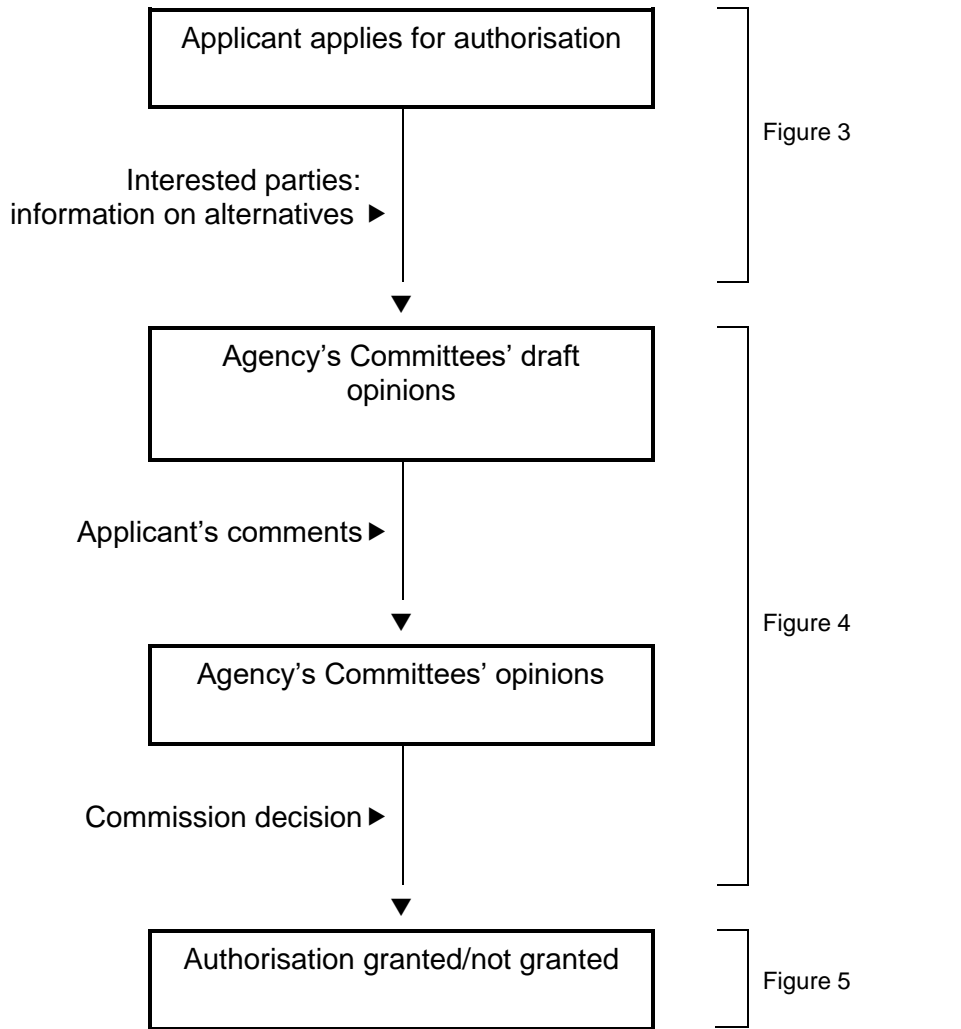 Applicant applies for authorisation
Figure 3
Interested parties:
information on alternatives
Agency’s Committees’ draft
opinions
Applicant’s comments
Figure 4
Agency’s Committees’ opinions
Commission decision
Authorisation granted/not granted
Figure 5